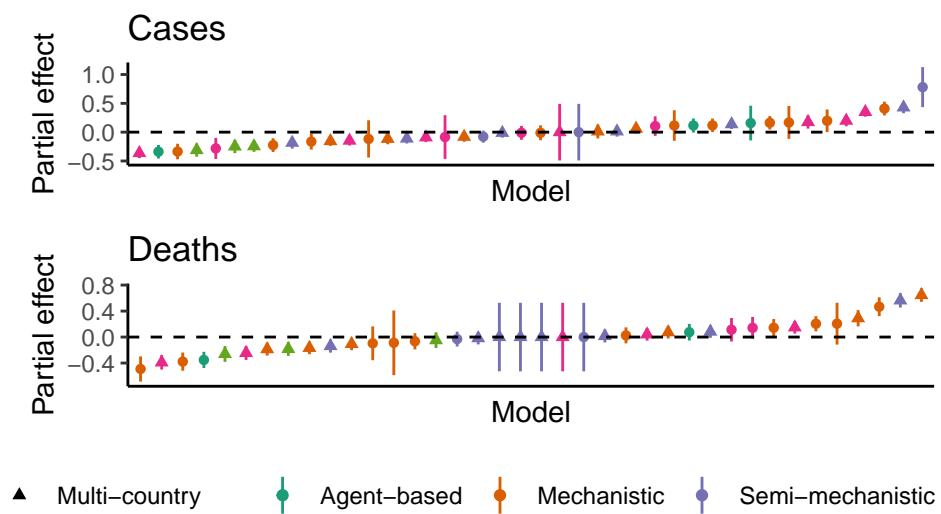 Cases
Partial effect
1.0
0.5
0.0
−0.5
Model
Deaths
Partial effect
0.8
0.4
0.0
−0.4
Model
Multi−country
Agent−based
Mechanistic
Semi−mechanistic